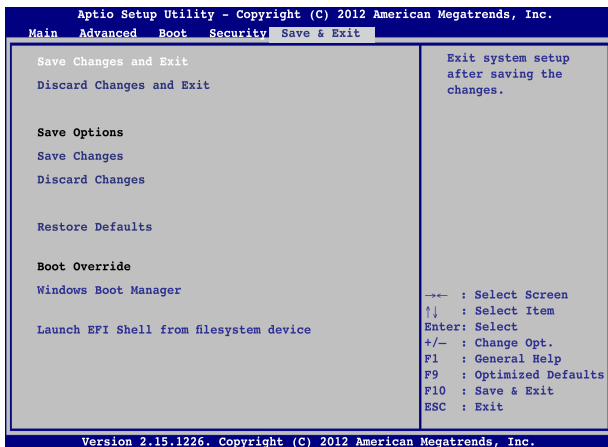 Aptio Setup Utility – Copyright (C) 2012 American Megatrends, Inc.
Main Advanced Boot Security Save & Exit
Save Changes and Exit
Discard Changes and Exit
Save Options
Save Changes
Discard Changes
Restore Defaults
Boot Override
Windows Boot Manager
Launch EFI Shell from filesystem device
Exit system setup
after saving the
changes.
→← : Select Screen
↑↓ : Select Item
Enter: Select
+/— : Change Opt.
F1 : General Help
F9 : Optimized Defaults
F10 : Save & Exit
ESC : Exit
Version 2.15.1226. Copyright (C) 2012 American Megatrends, Inc.